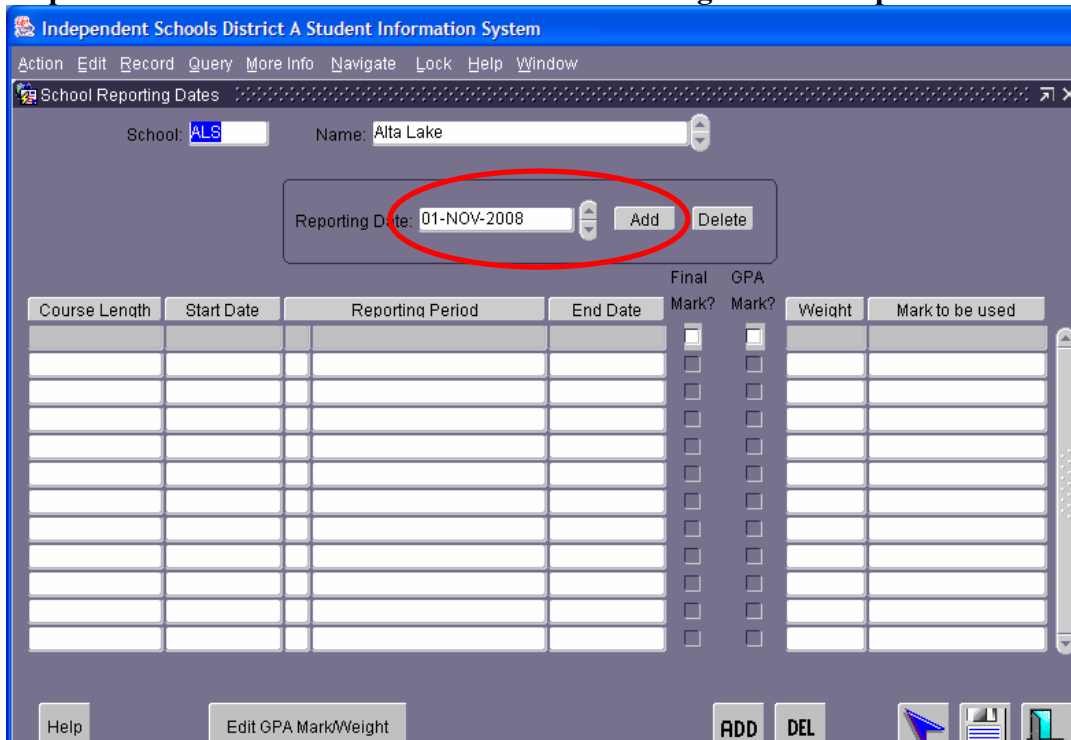 Independent Schools District A Student Information System
Action Edit Record Query More Info Navigate Lock Help Window
School Reporting Dates
School: ALS Name: Alta Lake
Reporting Date: 01-NOV-2008 Add Delete
Final GPA
Course Length Start Date Reporting Period End Date Mark? Mark? Weight Mark to be used
Help Edit GPA Mark/Weight ADD DEL